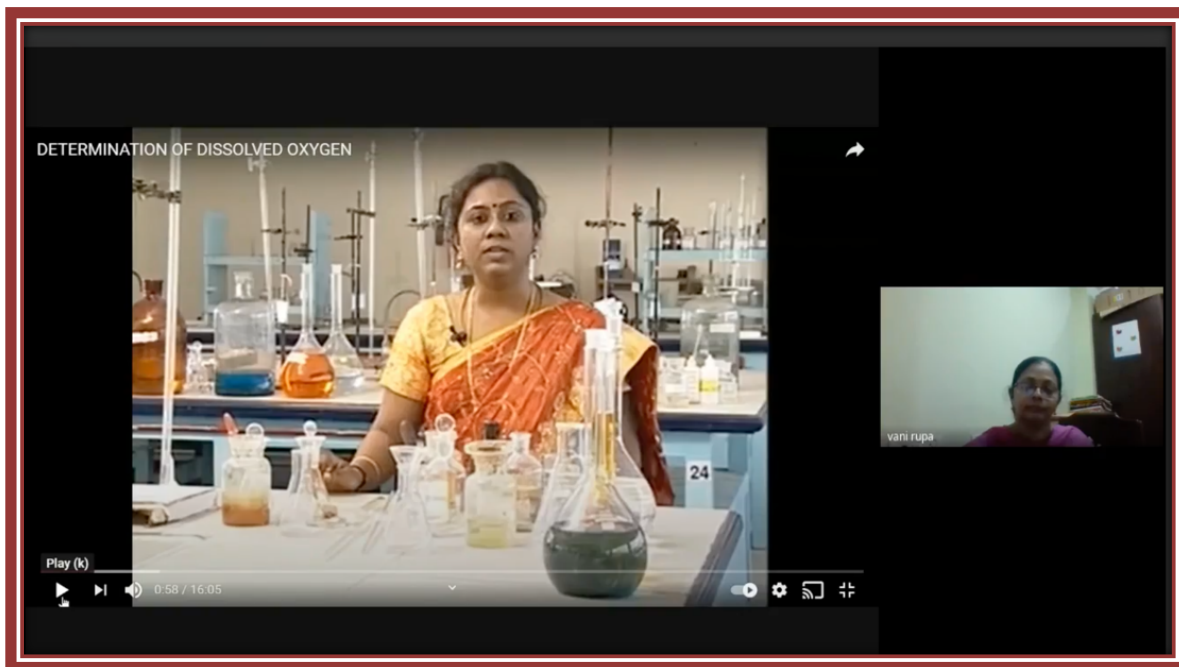 DETERMINATION OF DISSOLVED OXYGEN
24
vani rupa
Play (k)
0:58 / 16:05